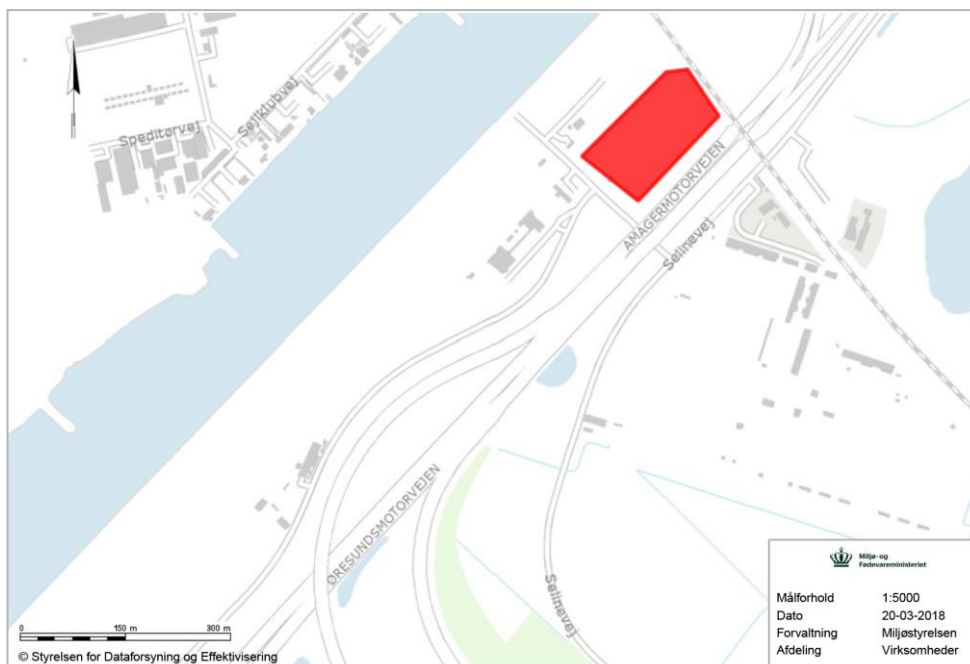 Speditørvej
Sejlklubvej
AMAGERMOTORVEJEN
Selinevej
ØRESUNDSMOTORVEJEN
Selinevej
0 150 m 300 m
© Styrelsen for Dataforsyning og Effektivisering
Miljø- og
Fødevareministeriet
Målforhold 1:5000
Dato 20-03-2018
Forvaltning Miljøstyrelsen
Afdeling Virksomheder